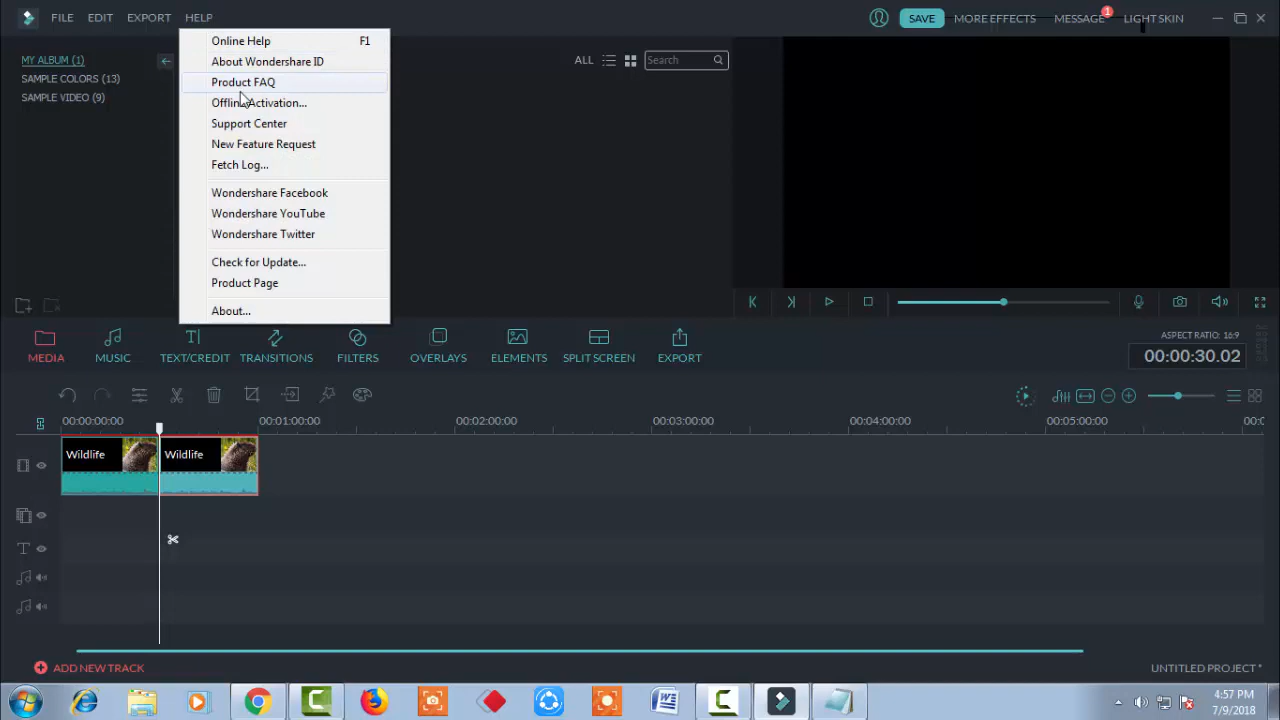 FILE EDIT EXPORT HELP SAVE MORE EFFECTS MESSAGE 1 LIGHT SKIN
MY ALBUM (1)
SAMPLE COLORS (13)
SAMPLE VIDEO (9)
Online Help F1
About Wondershare ID
Product FAQ
Offline Activation...
Support Center
New Feature Request
Fetch Log...
Wondershare Facebook
Wondershare YouTube
Wondershare Twitter
Check for Update...
Product Page
About...
ALL Search
MEDIA MUSIC TEXT/CREDIT TRANSITIONS FILTERS OVERLAYS ELEMENTS SPLIT SCREEN EXPORT
ASPECT RATIO: 16:9
00:00:30.02
00:00:00:00 00:01:00:00 00:02:00:00 00:03:00:00 00:04:00:00 00:05:00:00
Wildlife Wildlife
ADD NEW TRACK UNTITLED PROJECT *
4:57 PM
7/9/2018